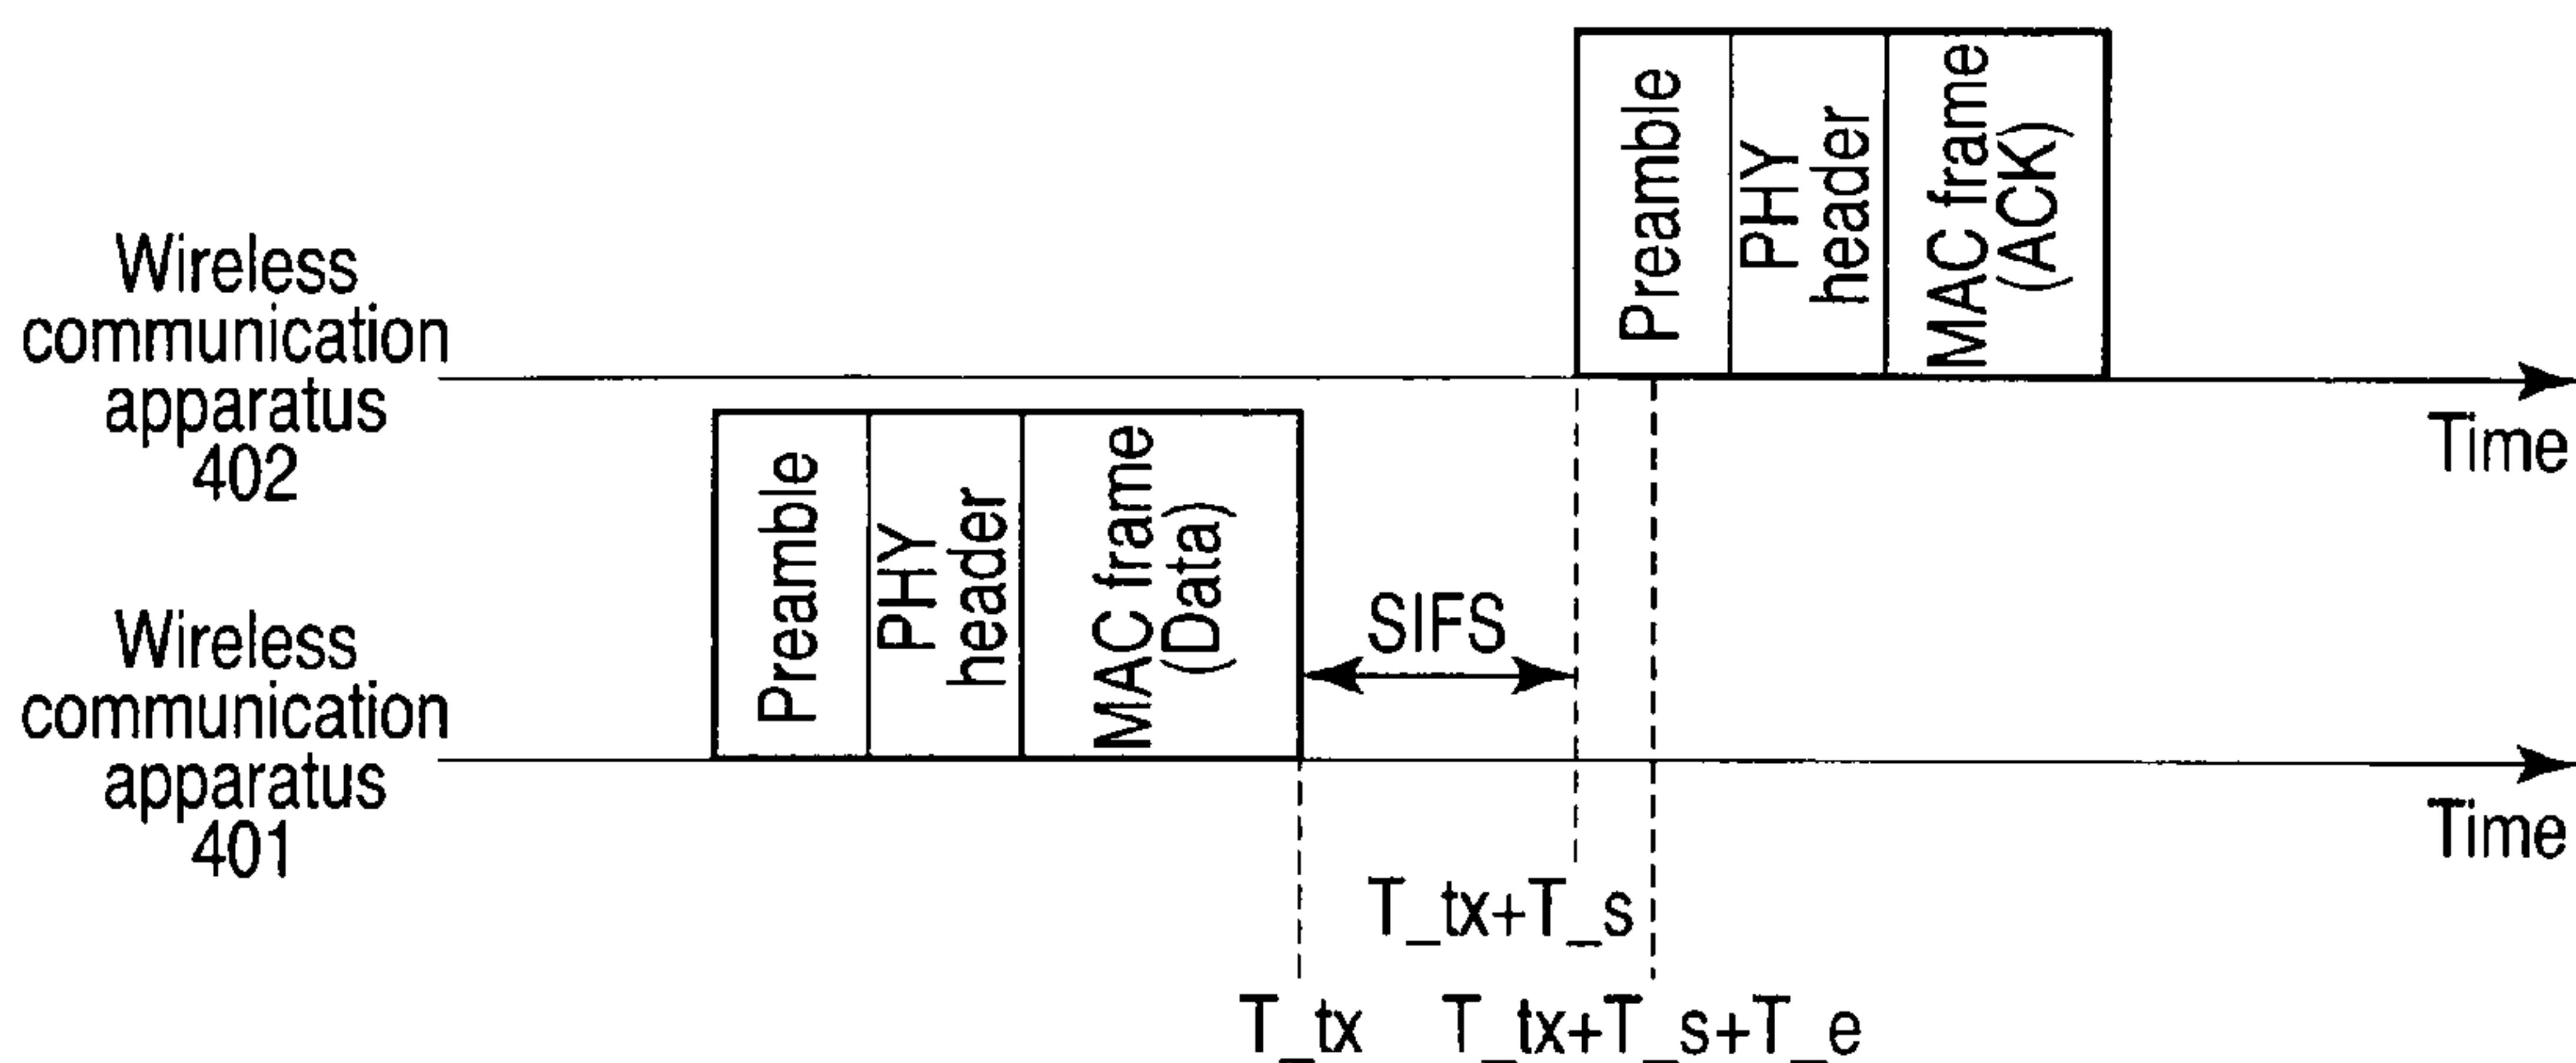 Wireless
communication
apparatus
402
Preamble
PHY
header
MAC frame
(ACK)
Time
Wireless
communication
apparatus
401
Preamble
PHY
header
MAC frame
(Data)
SIFS
Time
T_tx+T_s
T_tx
T_tx+T_s+T_e